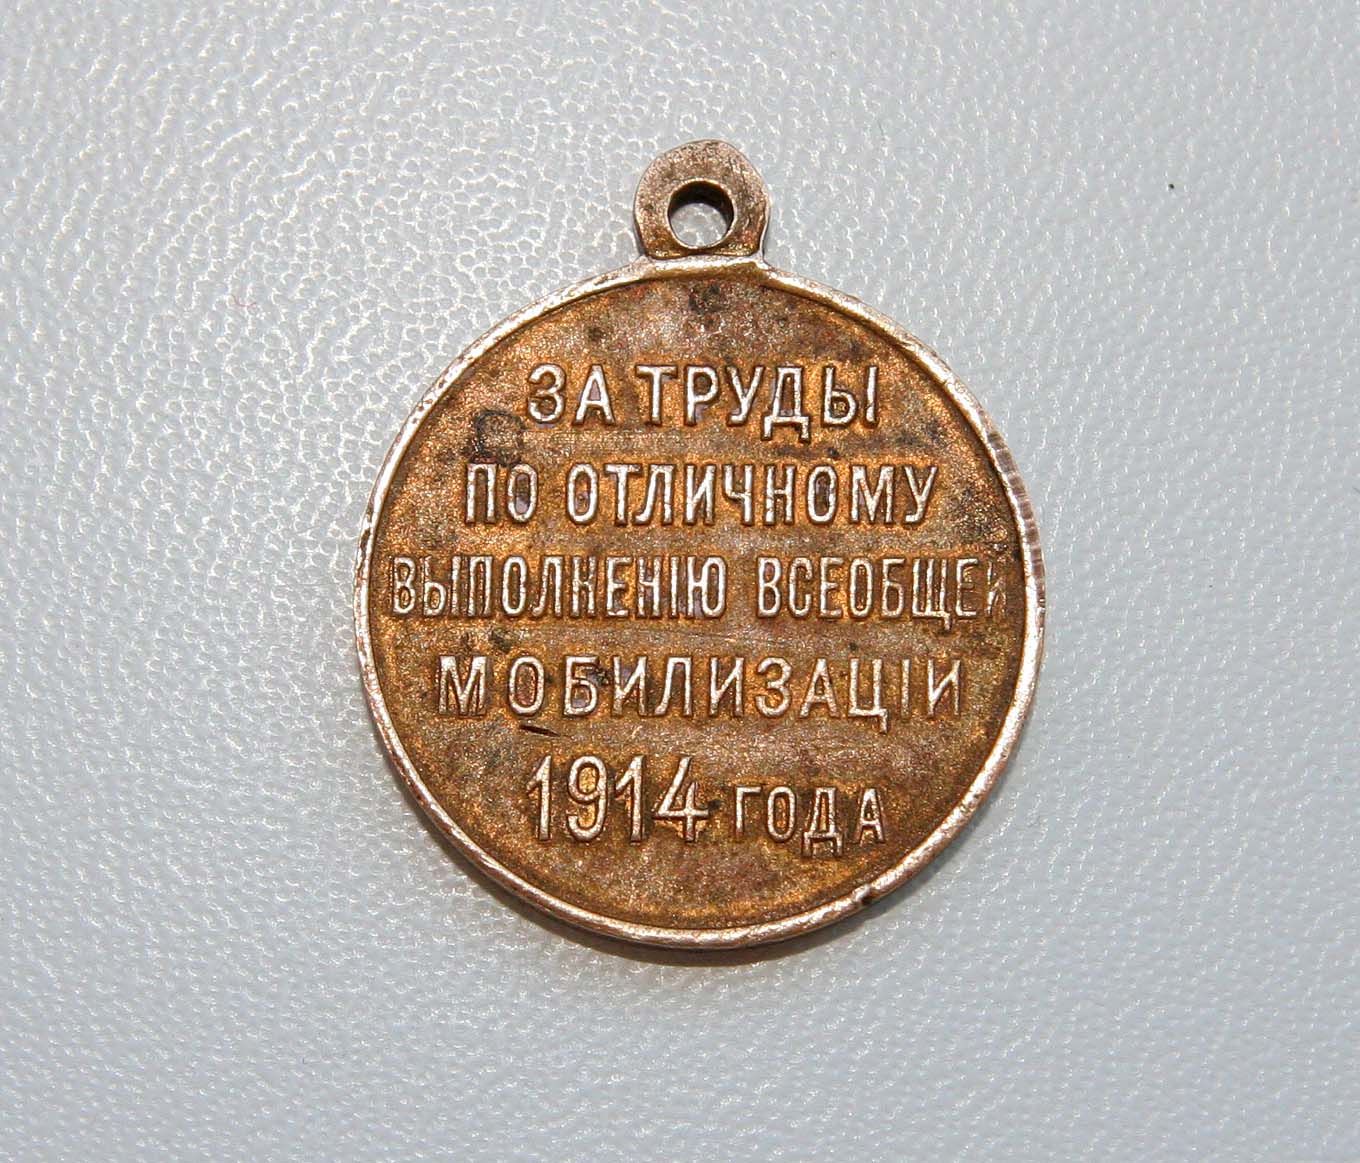 ЗА ТРУДЫ
ПО ОТЛИЧНОМУ
ВЫПОЛНЕНІЮ ВСЕОБЩЕЙ
МОБИЛИЗАЦІИ
1914 ГОДА